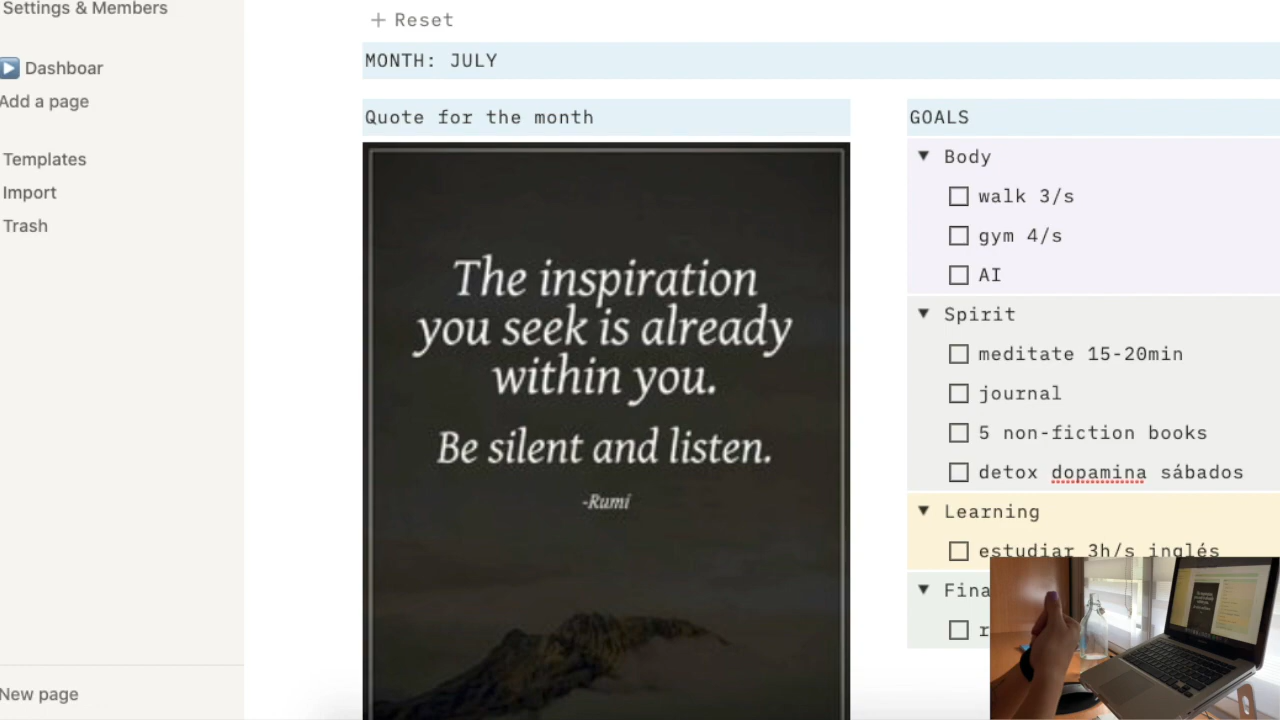 Settings & Members
Dashboar
Add a page
Templates
Import
Trash
New page
+ Reset
MONTH: JULY
Quote for the month
The inspiration
you seek is already
within you.
Be silent and listen.
-Rumi
GOALS
Body
walk 3/s
gym 4/s
AI
Spirit
meditate 15-20min
journal
5 non-fiction books
detox dopamina sábados
Learning
estudiar 3h/s inglés